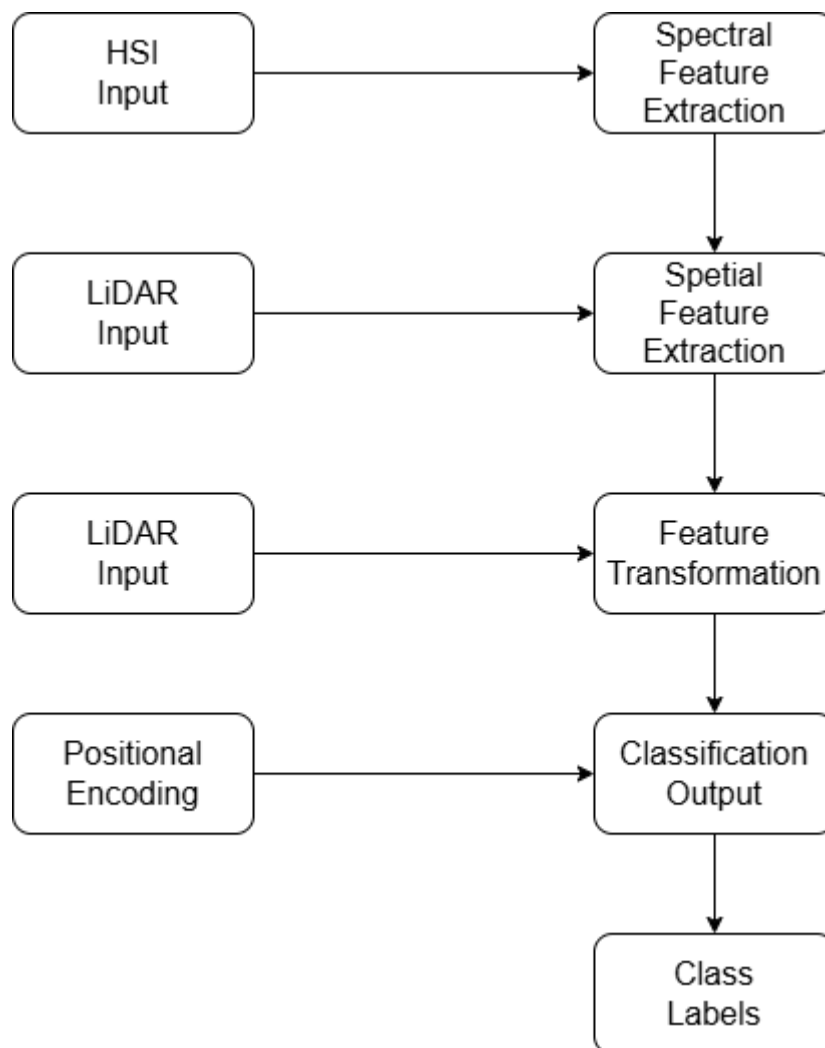 HSI
Input
Spectral
Feature
Extraction
LiDAR
Input
Spetial
Feature
Extraction
LiDAR
Input
Feature
Transformation
Positional
Encoding
Classification
Output
Class
Labels